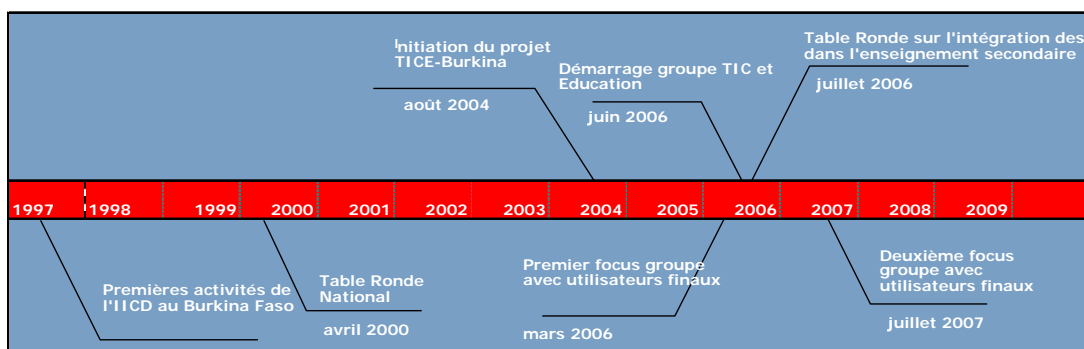 Initiation du projet
TICE-Burkina
août 2004
Démarrage groupe TIC et
Education
juin 2006
Table Ronde sur l'intégration des
dans l'enseignement secondaire
juillet 2006
1997 1998 1999 2000 2001 2002 2003 2004 2005 2006 2007 2008 2009
Premières activités de
l'IICD au Burkina Faso
Table Ronde
National
avril 2000
Premier focus groupe
avec utilisateurs finaux
mars 2006
Deuxième focus
groupe avec
utilisateurs finaux
juillet 2007